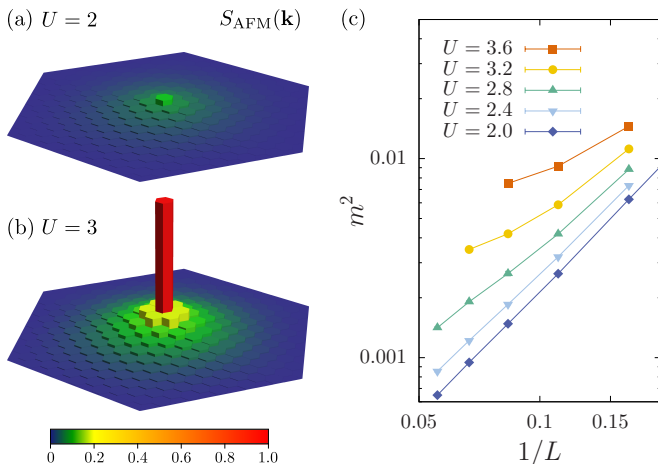 (a) U = 2
S_AFM(k)
(b) U = 3
0 0.2 0.4 0.6 0.8 1.0
(c)
U = 3.6
U = 3.2
U = 2.8
U = 2.4
U = 2.0
m²
0.01
0.001
0.05 0.1 0.15
1/L